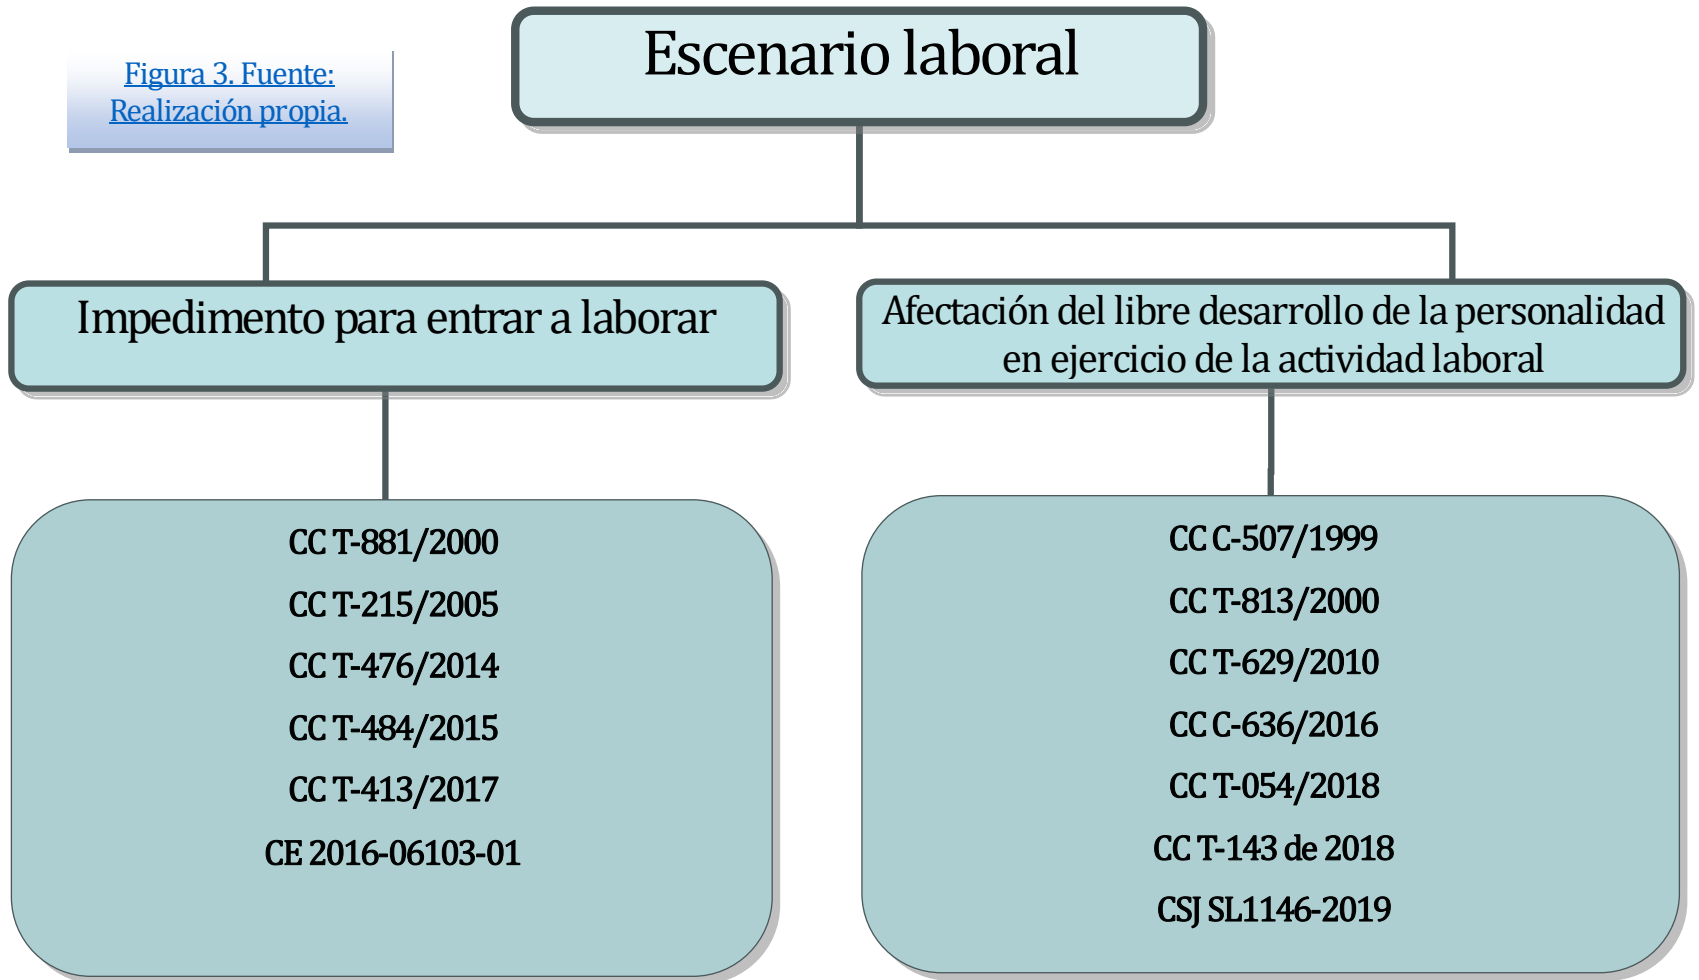 Escenario laboral
Figura 3. Fuente:
Realización propia.
Impedimento para entrar a laborar
Afectación del libre desarrollo de la personalidad
en ejercicio de la actividad laboral
CC T-881/2000
CC T-215/2005
CC T-476/2014
CC T-484/2015
CC T-413/2017
CE 2016-06103-01
CC C-507/1999
CC T-813/2000
CC T-629/2010
CC C-636/2016
CC T-054/2018
CC T-143 de 2018
CSJ SL1146-2019